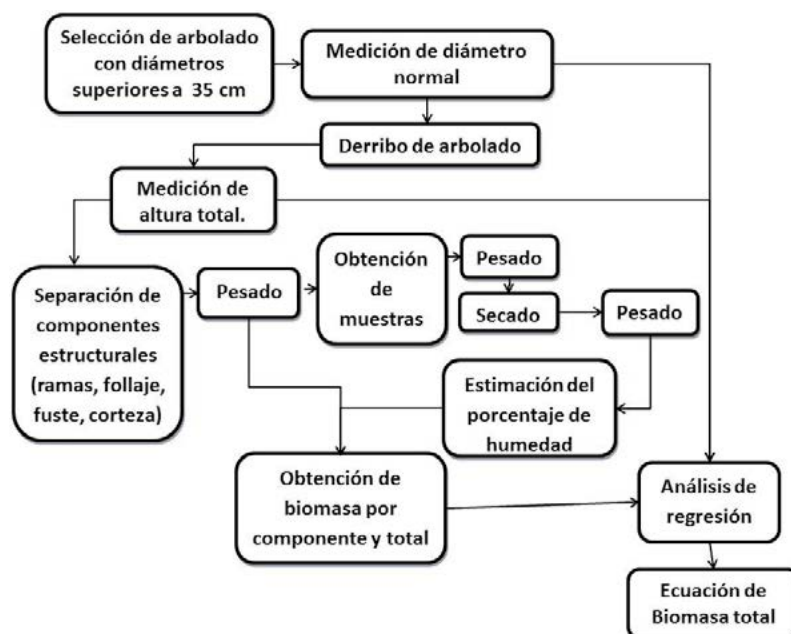 Selección de arbolado
con diámetros
superiores a 35 cm
Medición de diámetro
normal
Derribo de arbolado
Medición de
altura total.
Separación de
componentes
estructurales
(ramas, follaje,
fuste, corteza)
Pesado
Obtención
de
muestras
Pesado
Secado
Pesado
Estimación del
porcentaje de
humedad
Obtención de
biomasa por
componente y total
Análisis de
regresión
Ecuación de
Biomasa total